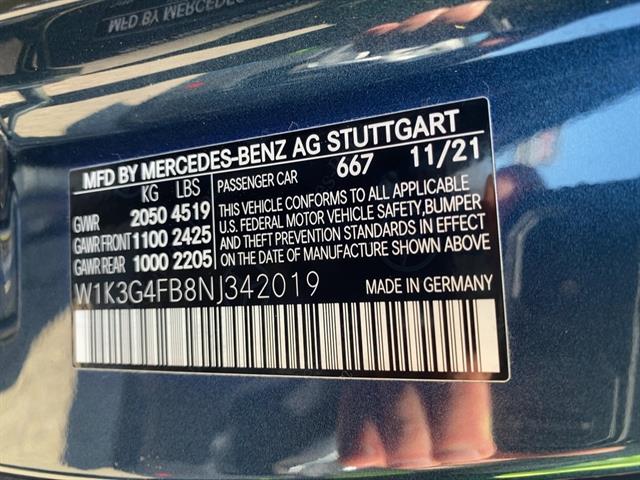 MFD BY MERCEDES-BENZ AG STUTTGART
KG LBS PASSENGER CAR 667 11/21
GVWR 2050 4519
GAWR FRONT 1100 2425
GAWR REAR 1000 2205
THIS VEHICLE CONFORMS TO ALL APPLICABLE
U.S. FEDERAL MOTOR VEHICLE SAFETY, BUMPER
AND THEFT PREVENTION STANDARDS IN EFFECT
ON THE DATE OF MANUFACTURE SHOWN ABOVE
W1K3G4FB8NJ342019 MADE IN GERMANY